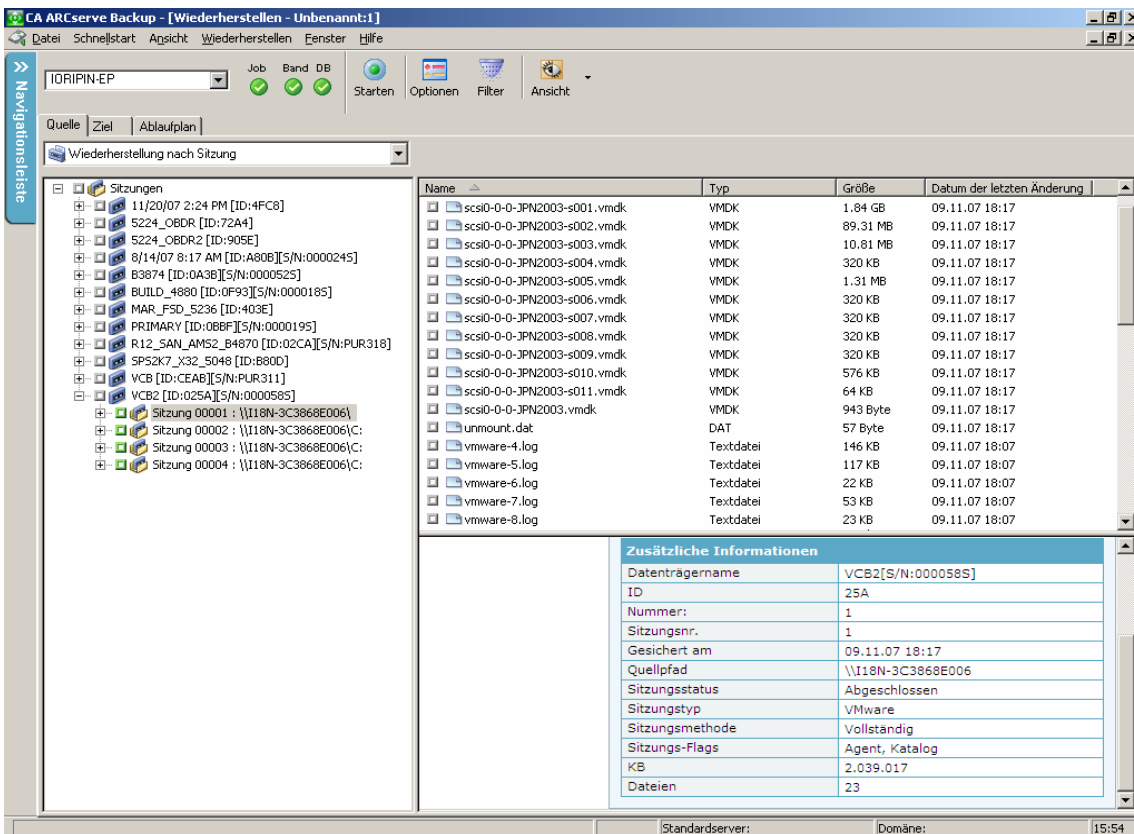 CA ARCserve Backup - [Wiederherstellen - Unbenannt:1]
Datei Schnellstart Ansicht Wiederherstellen Fenster Hilfe
Navigationsleiste
IORIPIN-EP
Job Band DB
Starten Optionen Filter Ansicht
Quelle Ziel Ablaufplan
Wiederherstellung nach Sitzung
Sitzungen
11/20/07 2:24 PM [ID:4FC8]
5224_OBDR [ID:72A4]
5224_OBDR2 [ID:905E]
8/14/07 8:17 AM [ID:A80B][S/N:000024S]
B3874 [ID:0A3B][S/N:000052S]
BUILD_4880 [ID:0F93][S/N:000018S]
MAR_FSD_5236 [ID:403E]
PRIMARY [ID:0BBF][S/N:000019S]
R12_SAN_AMS2_B4870 [ID:02CA][S/N:PUR318]
SPS2K7_X32_5048 [ID:B80D]
VCB [ID:CEAB][S/N:PUR311]
VCB2 [ID:025A][S/N:000058S]
Sitzung 00001 : \\I18N-3C3868E006\
Sitzung 00002 : \\I18N-3C3868E006\C:
Sitzung 00003 : \\I18N-3C3868E006\C:
Sitzung 00004 : \\I18N-3C3868E006\C:
Name Typ Größe Datum der letzten Änderung
scsi0-0-0-JPN2003-s001.vmdk VMDK 1.84 GB 09.11.07 18:17
scsi0-0-0-JPN2003-s002.vmdk VMDK 89.31 MB 09.11.07 18:17
scsi0-0-0-JPN2003-s003.vmdk VMDK 10.81 MB 09.11.07 18:17
scsi0-0-0-JPN2003-s004.vmdk VMDK 320 KB 09.11.07 18:17
scsi0-0-0-JPN2003-s005.vmdk VMDK 1.31 MB 09.11.07 18:17
scsi0-0-0-JPN2003-s006.vmdk VMDK 320 KB 09.11.07 18:17
scsi0-0-0-JPN2003-s007.vmdk VMDK 320 KB 09.11.07 18:17
scsi0-0-0-JPN2003-s008.vmdk VMDK 320 KB 09.11.07 18:17
scsi0-0-0-JPN2003-s009.vmdk VMDK 320 KB 09.11.07 18:17
scsi0-0-0-JPN2003-s010.vmdk VMDK 576 KB 09.11.07 18:17
scsi0-0-0-JPN2003-s011.vmdk VMDK 64 KB 09.11.07 18:17
scsi0-0-0-JPN2003.vmdk VMDK 943 Byte 09.11.07 18:17
unmount.dat DAT 57 Byte 09.11.07 18:17
vmware-4.log Textdatei 146 KB 09.11.07 18:07
vmware-5.log Textdatei 117 KB 09.11.07 18:07
vmware-6.log Textdatei 22 KB 09.11.07 18:07
vmware-7.log Textdatei 53 KB 09.11.07 18:07
vmware-8.log Textdatei 23 KB 09.11.07 18:07
Zusätzliche Informationen
Datenträgername VCB2[S/N:000058S]
ID 25A
Nummer: 1
Sitzungsnr. 1
Gesichert am 09.11.07 18:17
Quellpfad \\I18N-3C3868E006
Sitzungsstatus Abgeschlossen
Sitzungstyp VMware
Sitzungsmethode Vollständig
Sitzungs-Flags Agent, Katalog
KB 2.039.017
Dateien 23
Standardserver: Domäne: 15:54